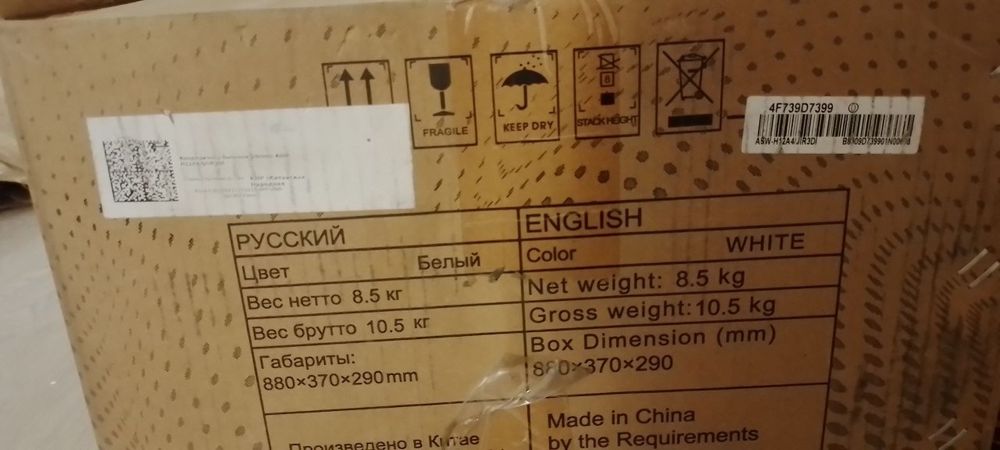 FRAGILE
KEEP DRY
8
STACK HEIGHT
4F739D7399
РУССКИЙ
Цвет Белый
Вес нетто 8.5 кг
Вес брутто 10.5 кг
Габариты:
880×370×290mm
Произведено в Китае
ENGLISH
Color WHITE
Net weight: 8.5 kg
Gross weight:10.5 kg
Box Dimension (mm)
880×370×290
Made in China
by the Requirements